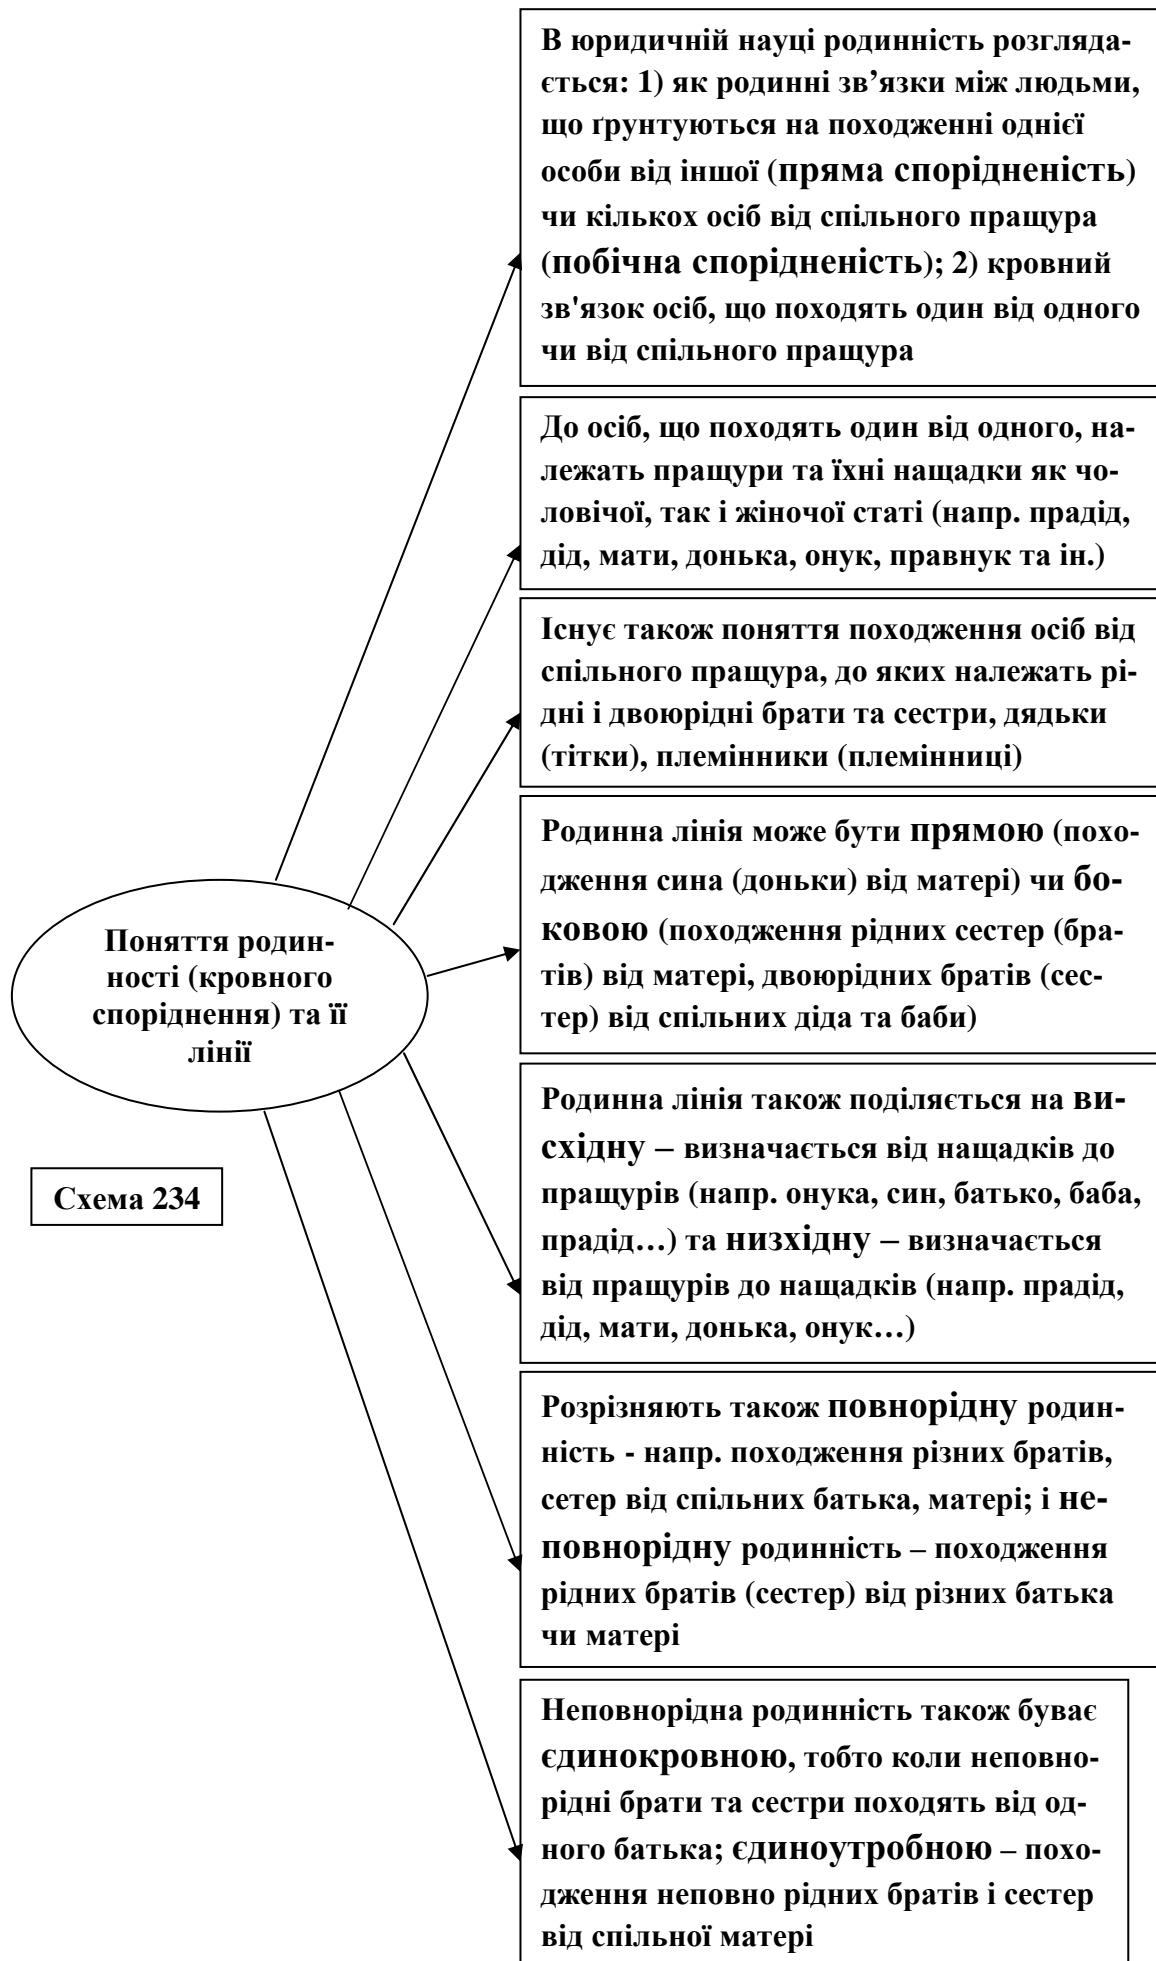 В юридичній науці родинність розгляда-
ється: 1) як родинні зв’язки між людьми,
що ґрунтуються на походженні однієї
особи від іншої (пряма спорідненість)
чи кількох осіб від спільного пращура
(побічна спорідненість); 2) кровний
зв'язок осіб, що походять один від одного
чи від спільного пращура
До осіб, що походять один від одного, на-
лежать пращури та їхні нащадки як чо-
ловічої, так і жіночої статі (напр. прадід,
дід, мати, донька, онук, правнук та ін.)
Існує також поняття походження осіб від
спільного пращура, до яких належать рі-
дні і двоюрідні брати та сестри, дядьки
(тітки), племінники (племінниці)
Родинна лінія може бути прямою (похо-
дження сина (доньки) від матері) чи бо-
ковою (походження рідних сестер (бра-
тів) від матері, двоюрідних братів (сес-
тер) від спільних діда та баби)
Поняття родин-
ності (кровного
споріднення) та її
лінії
Родинна лінія також поділяється на ви-
східну – визначається від нащадків до
пращурів (напр. онука, син, батько, баба,
прадід…) та низхідну – визначається
від пращурів до нащадків (напр. прадід,
дід, мати, донька, онук…)
Схема 234
Розрізняють також повнорідну родин-
ність - напр. походження різних братів,
сетер від спільних батька, матері; і не-
повнорідну родинність – походження
рідних братів (сестер) від різних батька
чи матері
Неповнорідна родинність також буває
єдинокровною, тобто коли неповно-
рідні брати та сестри походять від од-
ного батька; єдиноутробною – похо-
дження неповно рідних братів і сестер
від спільної матері